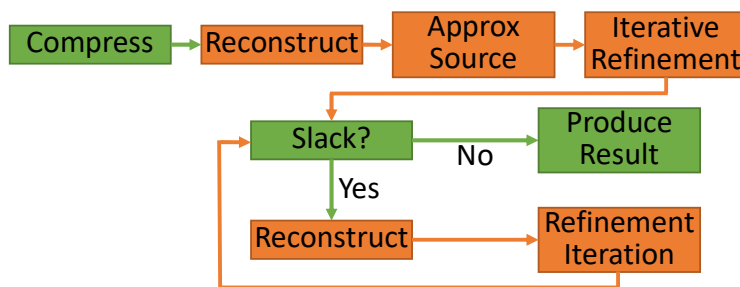 Compress
Reconstruct
Approx
Source
Iterative
Refinement
Slack?
No
Produce
Result
Yes
Reconstruct
Refinement
Iteration